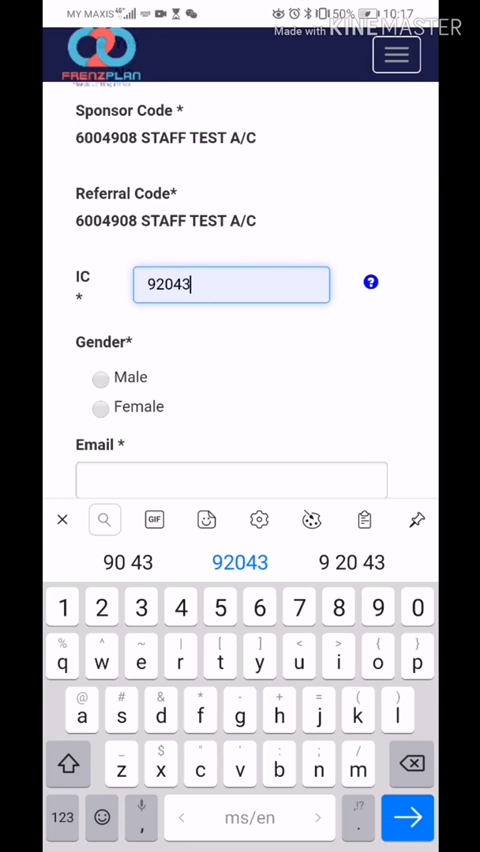 MY MAXIS 4G 50% 10:17
Made with KINEMASTER
FRENZPLAN
Sponsor Code *
6004908 STAFF TEST A/C
Referral Code*
6004908 STAFF TEST A/C
IC
*
92043
?
Gender*
Male
Female
Email *
GIF
90 43 92043 9 20 43
1 2 3 4 5 6 7 8 9 0
% ^ ~ | [ ] < > { }
q w e r t y u i o p
@ # & * - + = ( )
a s d f g h j k l
_ $ " ' : ; /
z x c v b n m
,!?
123 , < ms/en > .